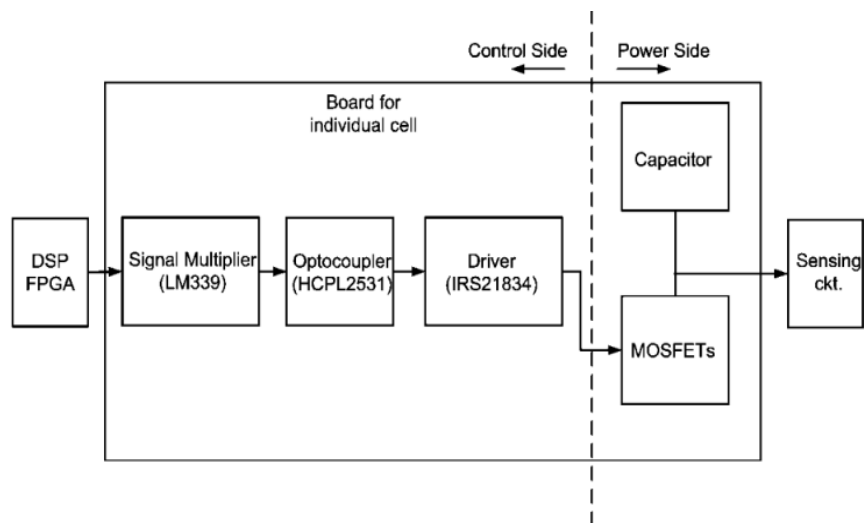 Control Side
Power Side
Board for
individual cell
Capacitor
DSP
FPGA
Signal Multiplier
(LM339)
Optocoupler
(HCPL2531)
Driver
(IRS21834)
Sensing
ckt.
MOSFETs